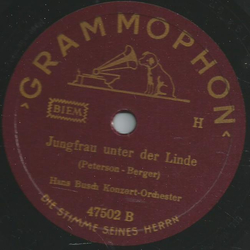 GRAMMOPHON
BIEM
H
Jungfrau unter der Linde
(Peterson - Berger)
Hans Busch Konzert-Orchester
47502 B
DIE STIMME SEINES HERRN